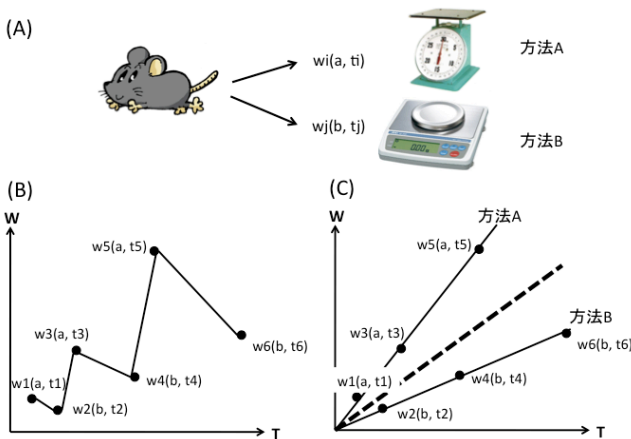 (A)
wi(a, ti)
方法A
wj(b, tj)
方法B
(B)
W
w5(a, t5)
w3(a, t3)
w1(a, t1)
w2(b, t2)
w4(b, t4)
w6(b, t6)
T
(C)
W
方法A
w5(a, t5)
w3(a, t3)
方法B
w6(b, t6)
w1(a, t1)
w4(b, t4)
w2(b, t2)
T